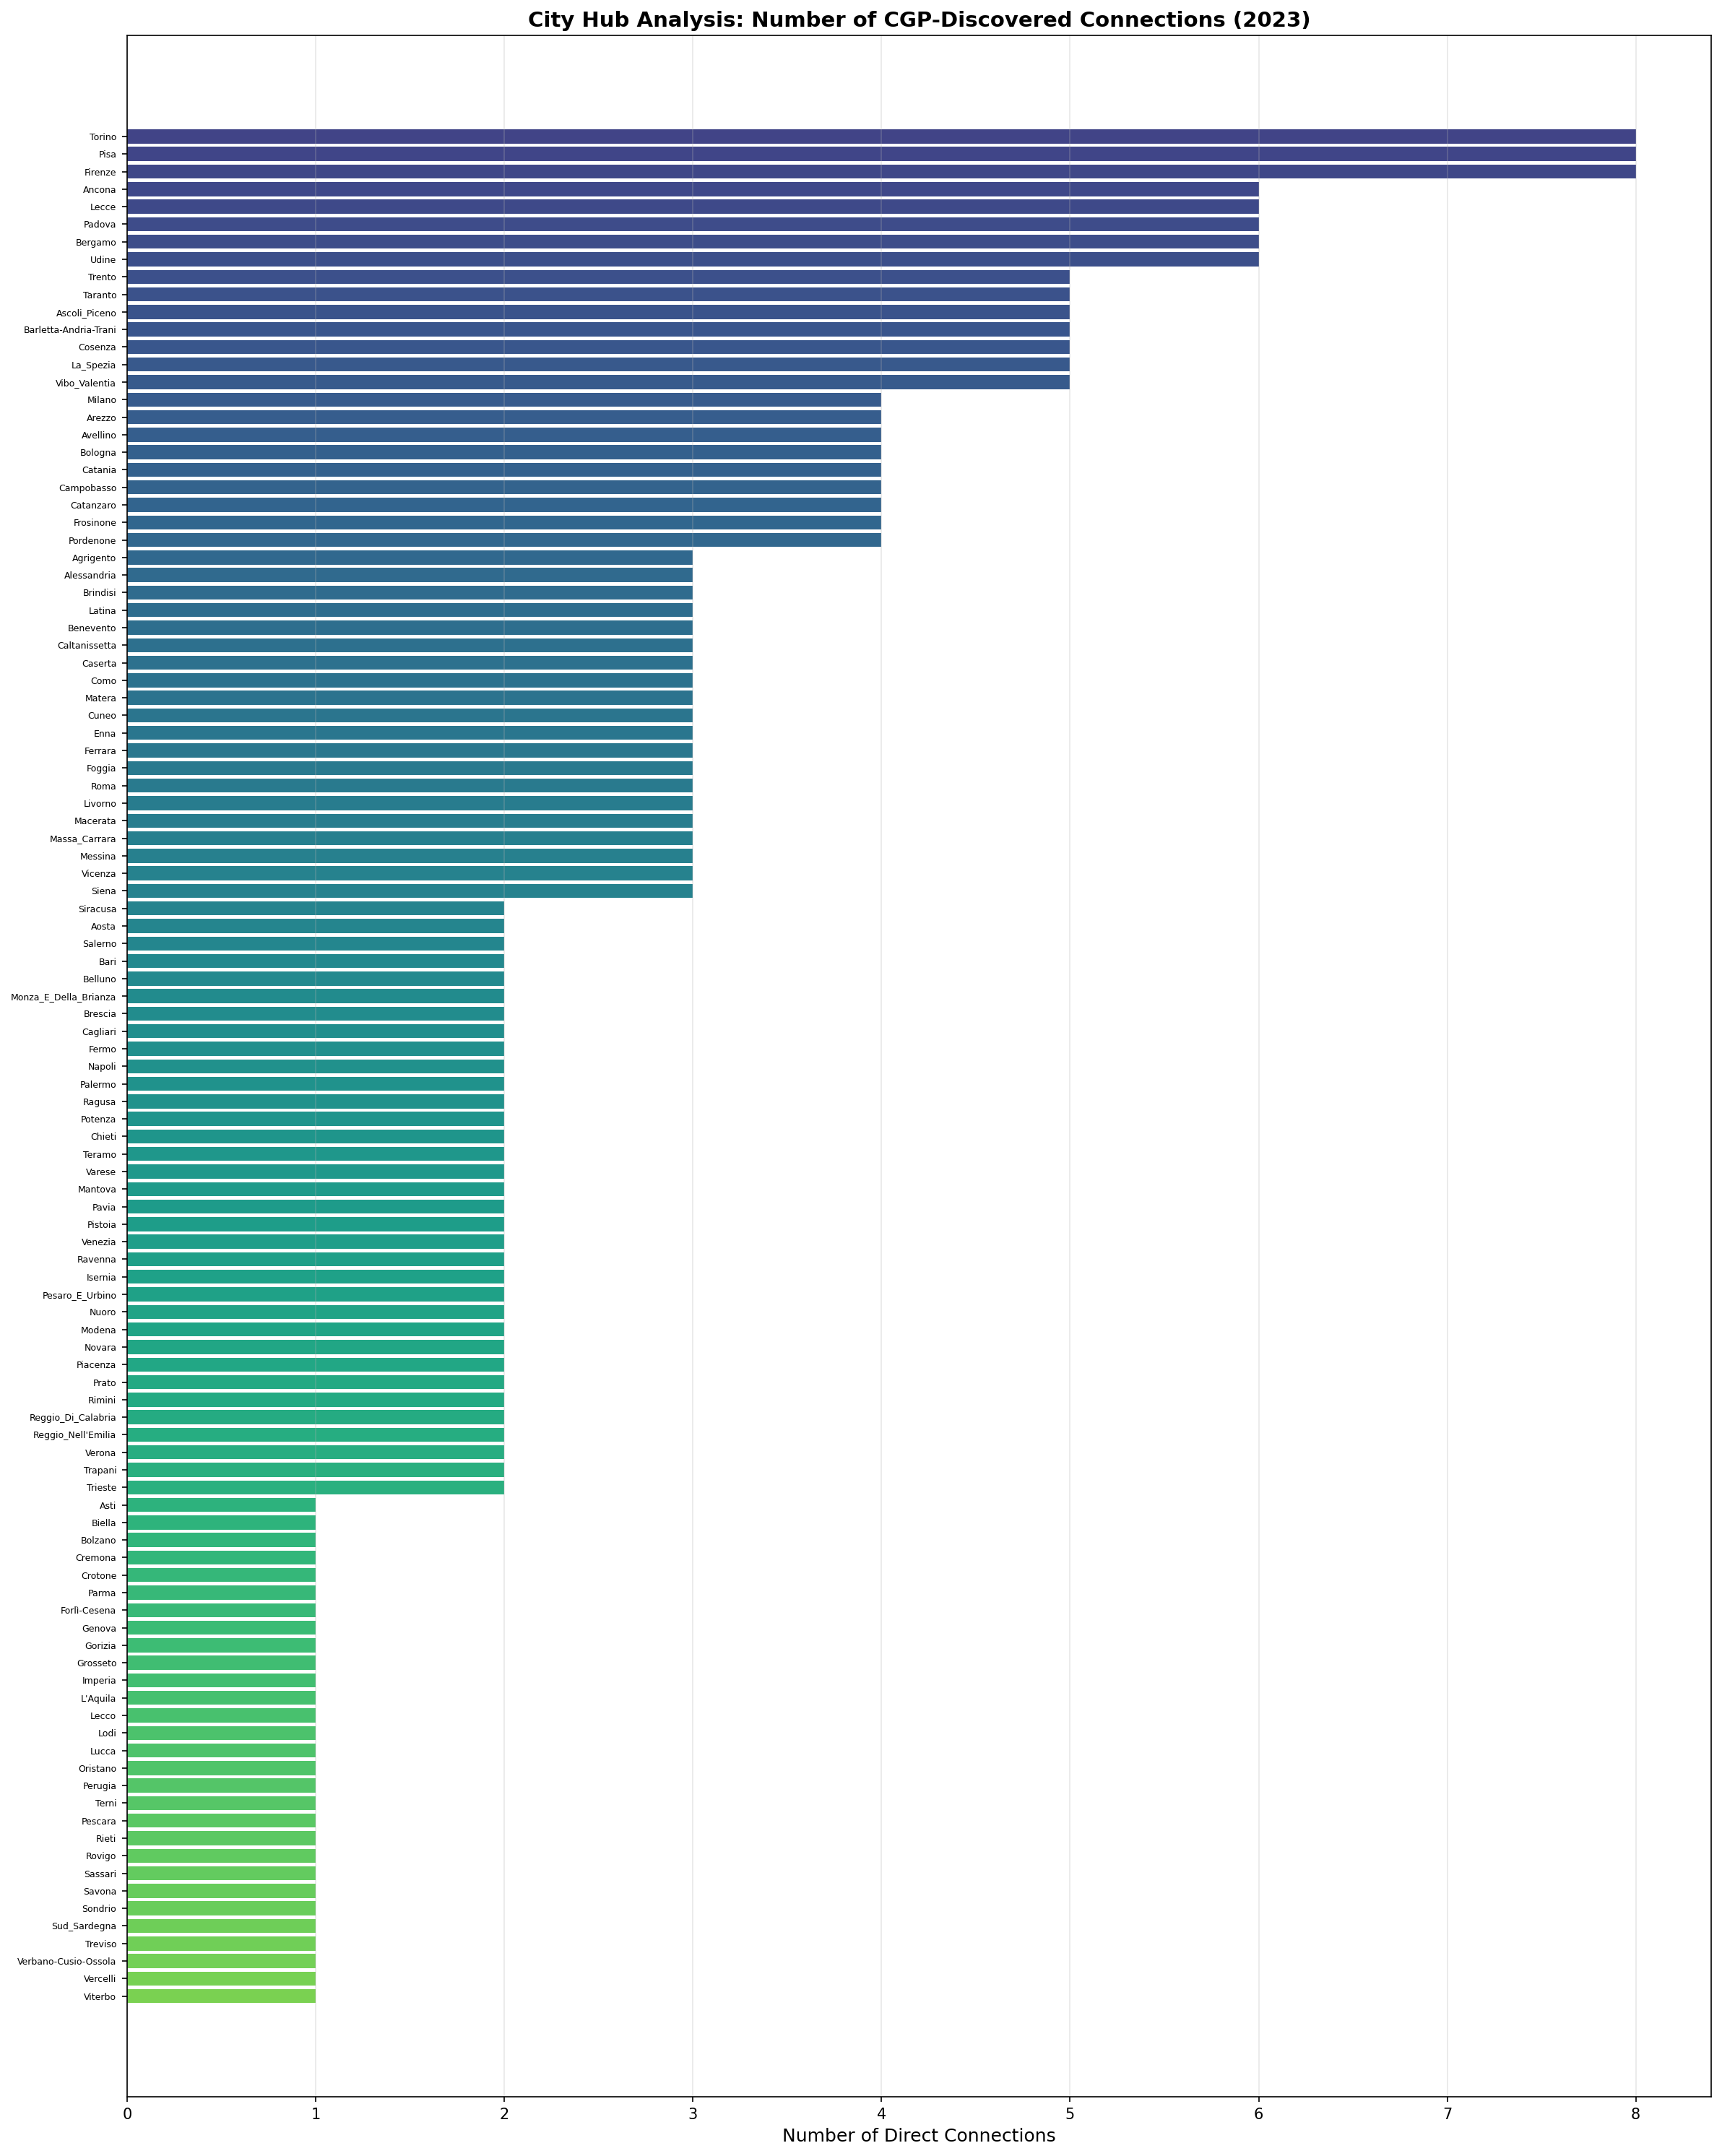 City Hub Analysis: Number of CGP-Discovered Connections (2023)
Torino
Pisa
Firenze
Ancona
Lecce
Padova
Bergamo
Udine
Trento
Taranto
Ascoli_Piceno
Barletta-Andria-Trani
Cosenza
La_Spezia
Vibo_Valentia
Milano
Arezzo
Avellino
Bologna
Catania
Campobasso
Catanzaro
Frosinone
Pordenone
Agrigento
Alessandria
Brindisi
Latina
Benevento
Caltanissetta
Caserta
Como
Matera
Cuneo
Enna
Ferrara
Foggia
Roma
Livorno
Macerata
Massa_Carrara
Messina
Vicenza
Siena
Siracusa
Aosta
Salerno
Bari
Belluno
Monza_E_Della_Brianza
Brescia
Cagliari
Fermo
Napoli
Palermo
Ragusa
Potenza
Chieti
Teramo
Varese
Mantova
Pavia
Pistoia
Venezia
Ravenna
Isernia
Pesaro_E_Urbino
Nuoro
Modena
Novara
Piacenza
Prato
Rimini
Reggio_Di_Calabria
Reggio_Nell'Emilia
Verona
Trapani
Trieste
Asti
Biella
Bolzano
Cremona
Crotone
Parma
Forlì-Cesena
Genova
Gorizia
Grosseto
Imperia
L'Aquila
Lecco
Lodi
Lucca
Oristano
Perugia
Terni
Pescara
Rieti
Rovigo
Sassari
Savona
Sondrio
Sud_Sardegna
Treviso
Verbano-Cusio-Ossola
Vercelli
Viterbo
0 1 2 3 4 5 6 7 8
Number of Direct Connections